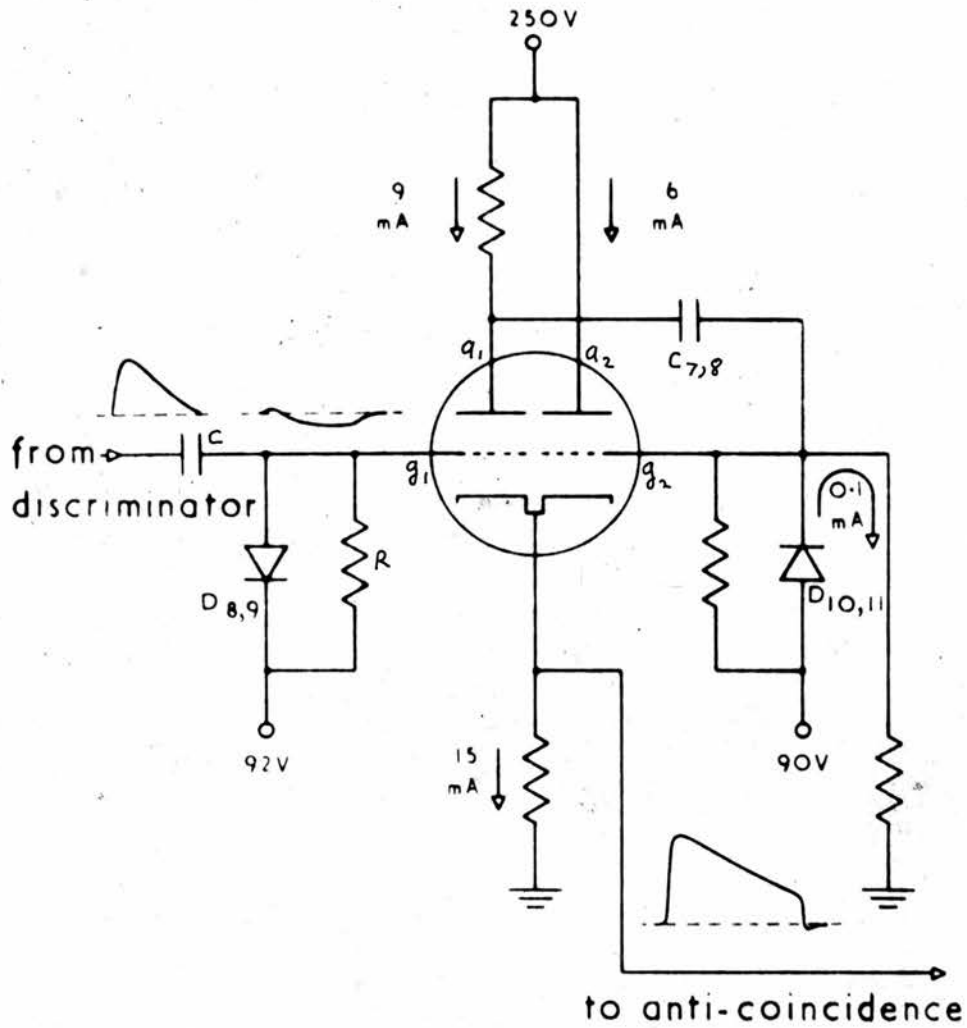 250V
9
mA
6
mA
a₁
a₂
C₇,₈
C
from
discriminator
g₁
g₂
0·1
mA
D₈,₉
R
D₁₀,₁₁
92V
15
mA
90V
to anti-coincidence